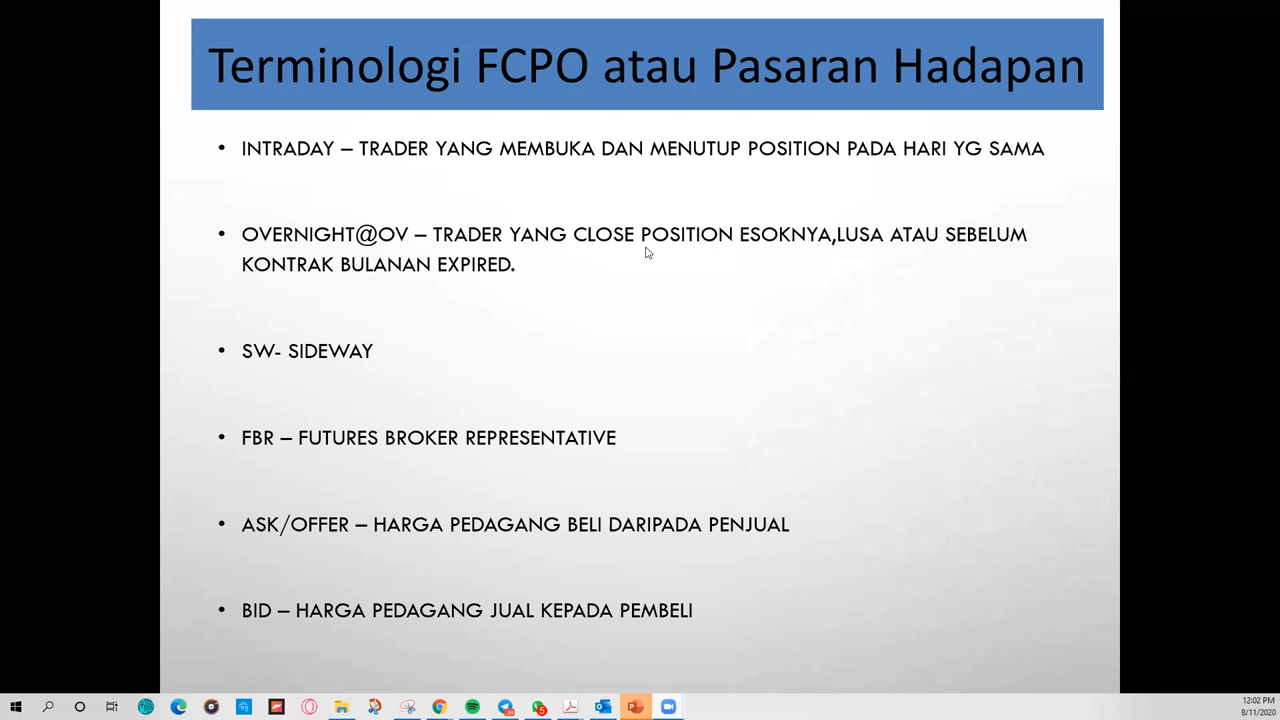 Terminologi FCPO atau Pasaran Hadapan
• INTRADAY – TRADER YANG MEMBUKA DAN MENUTUP POSITION PADA HARI YG SAMA
• OVERNIGHT@OV – TRADER YANG CLOSE POSITION ESOKNYA,LUSA ATAU SEBELUM
KONTRAK BULANAN EXPIRED.
• SW- SIDEWAY
• FBR – FUTURES BROKER REPRESENTATIVE
• ASK/OFFER – HARGA PEDAGANG BELI DARIPADA PENJUAL
• BID – HARGA PEDAGANG JUAL KEPADA PEMBELI
12:02 PM
8/11/2020